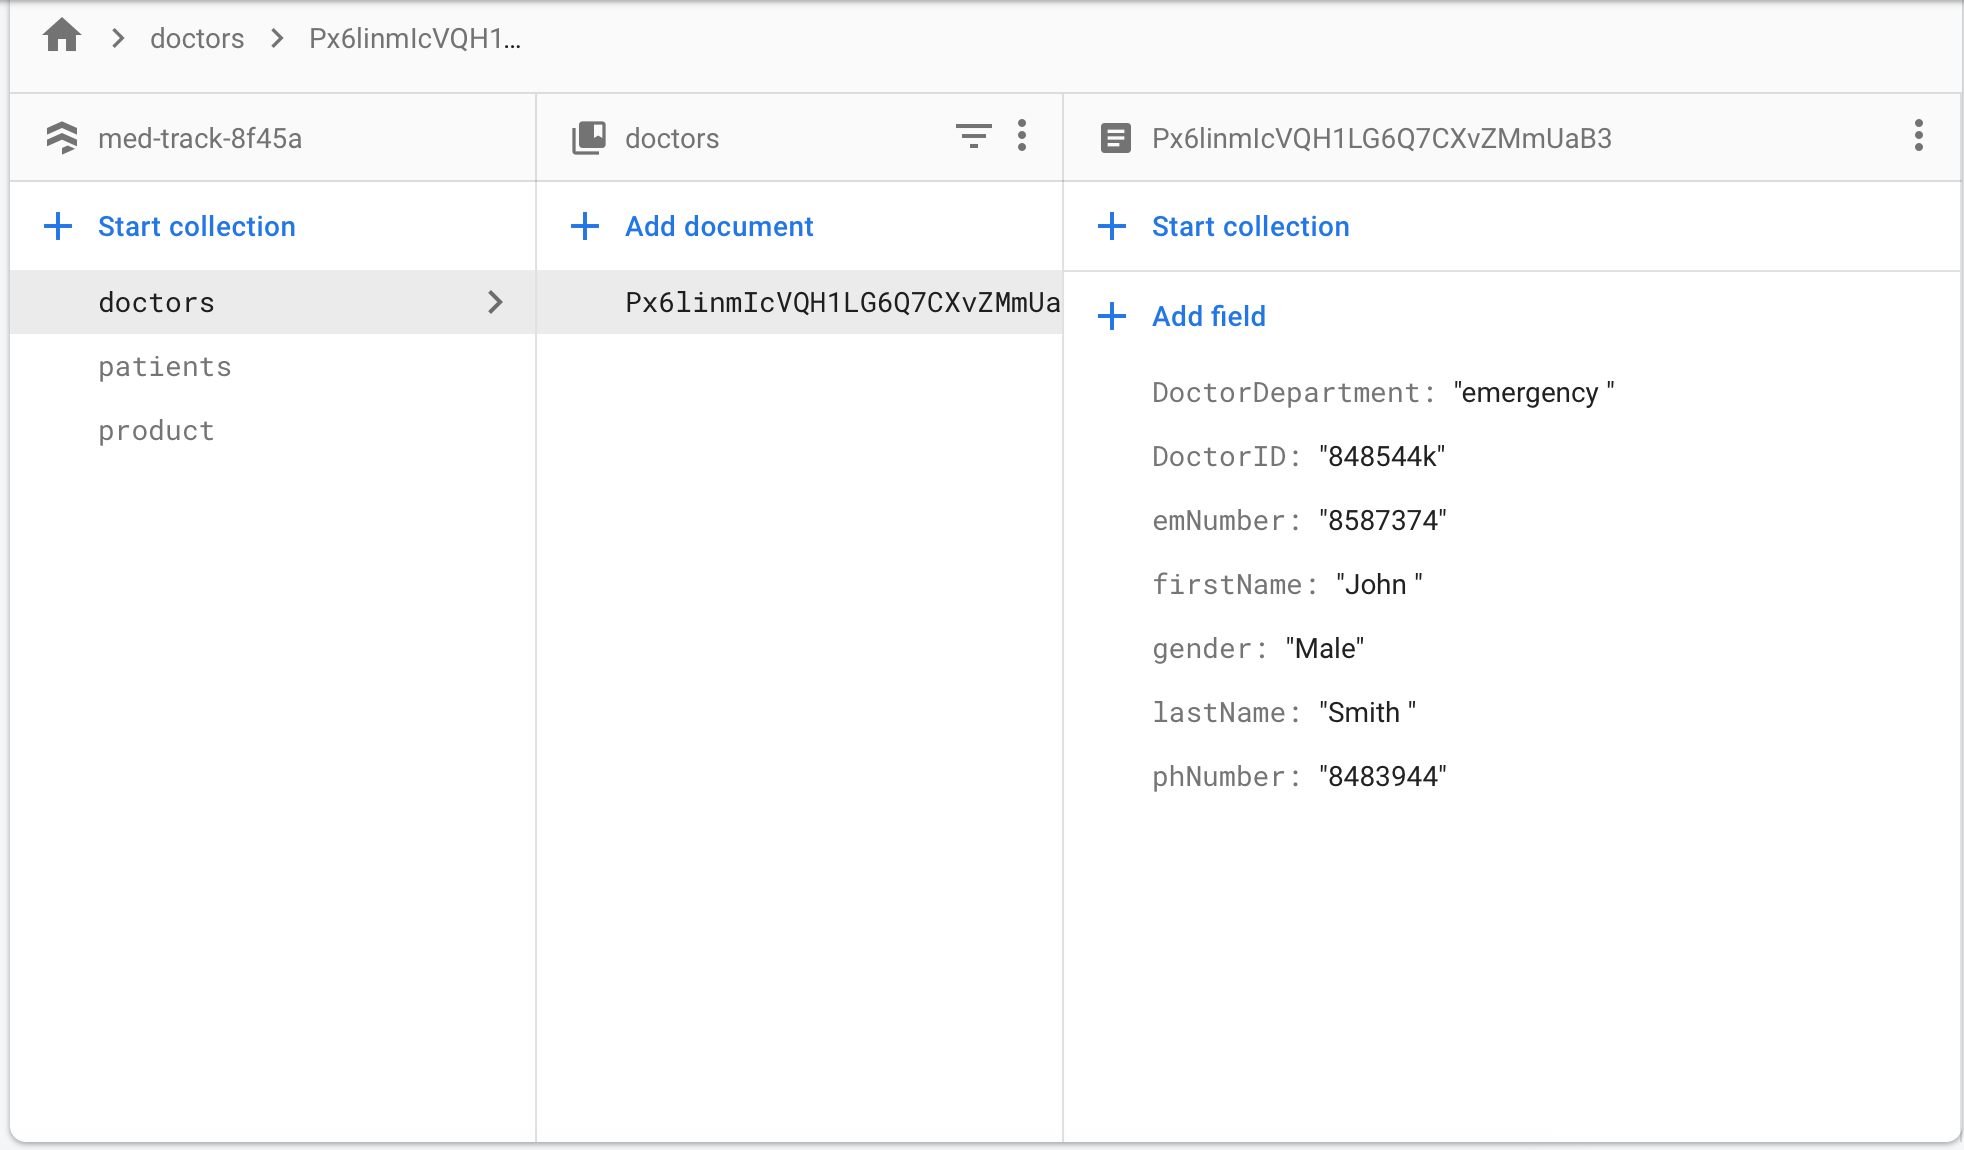 doctors
Px6linmIcVQH1…
med-track-8f45a
doctors
Px6linmIcVQH1LG6Q7CXvZMmUaB3
Start collection
Add document
Start collection
doctors
patients
product
Px6linmIcVQH1LG6Q7CXvZMmUa
Add field
DoctorDepartment: "emergency "
DoctorID: "848544k"
emNumber: "8587374"
firstName: "John "
gender: "Male"
lastName: "Smith "
phNumber: "8483944"